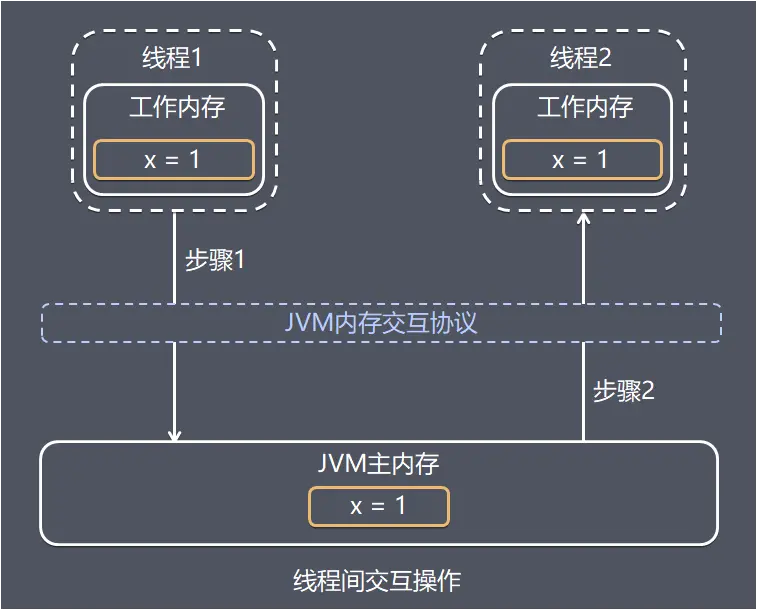 线程1
线程2
工作内存
工作内存
x = 1
x = 1
步骤1
JVM内存交互协议
步骤2
JVM主内存
x = 1
线程间交互操作